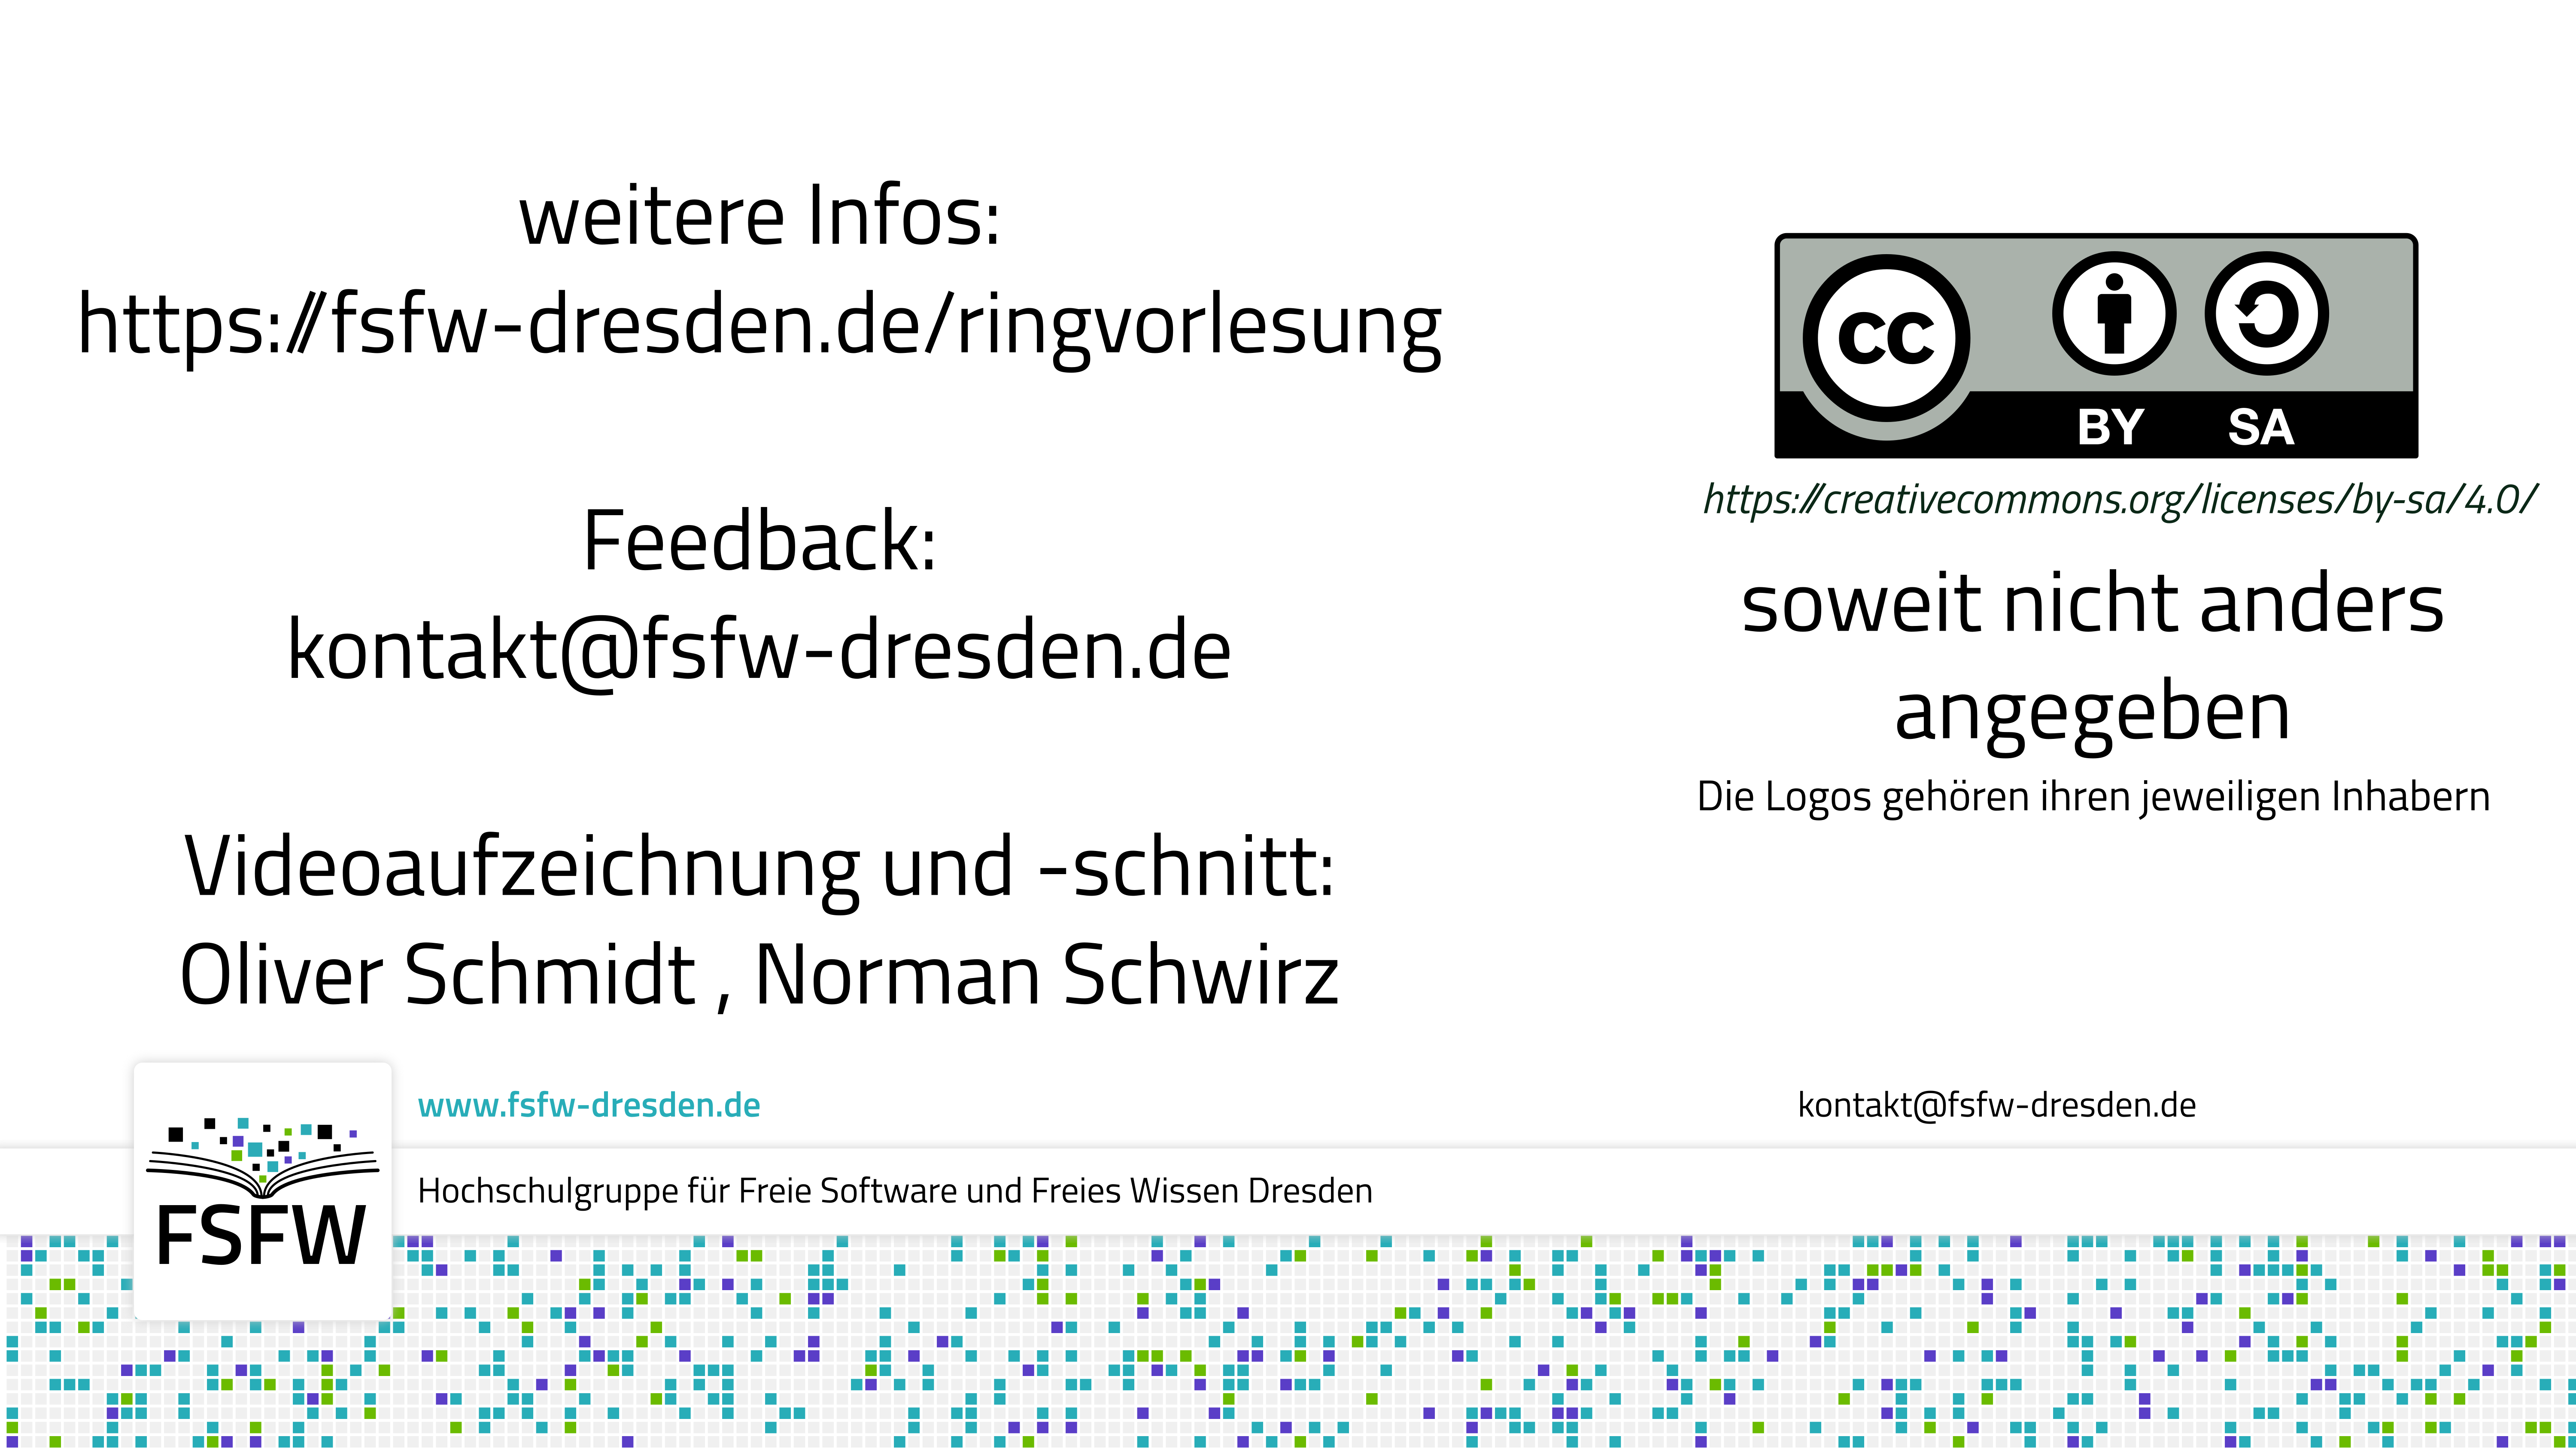 weitere Infos:
https://fsfw-dresden.de/ringvorlesung
Feedback:
kontakt@fsfw-dresden.de
Videoaufzeichnung und -schnitt:
Oliver Schmidt , Norman Schwirz
cc
BY SA
https://creativecommons.org/licenses/by-sa/4.0/
soweit nicht anders
angegeben
Die Logos gehören ihren jeweiligen Inhabern
www.fsfw-dresden.de
kontakt@fsfw-dresden.de
Hochschulgruppe für Freie Software und Freies Wissen Dresden
FSFW